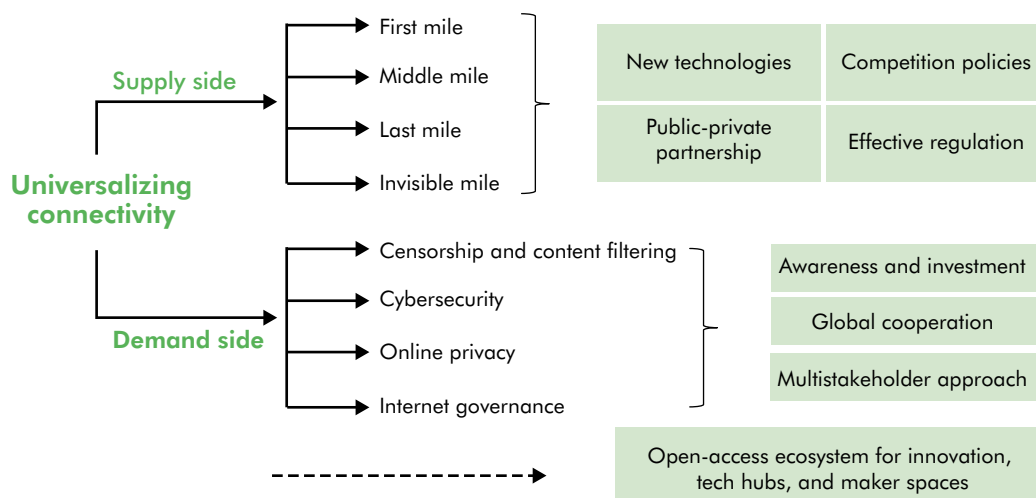 First mile
Middle mile
Last mile
Invisible mile
Supply side
New technologies
Competition policies
Public-private
partnership
Effective regulation
Universalizing
connectivity
Censorship and content filtering
Cybersecurity
Online privacy
Internet governance
Demand side
Awareness and investment
Global cooperation
Multistakeholder approach
Open-access ecosystem for innovation,
tech hubs, and maker spaces